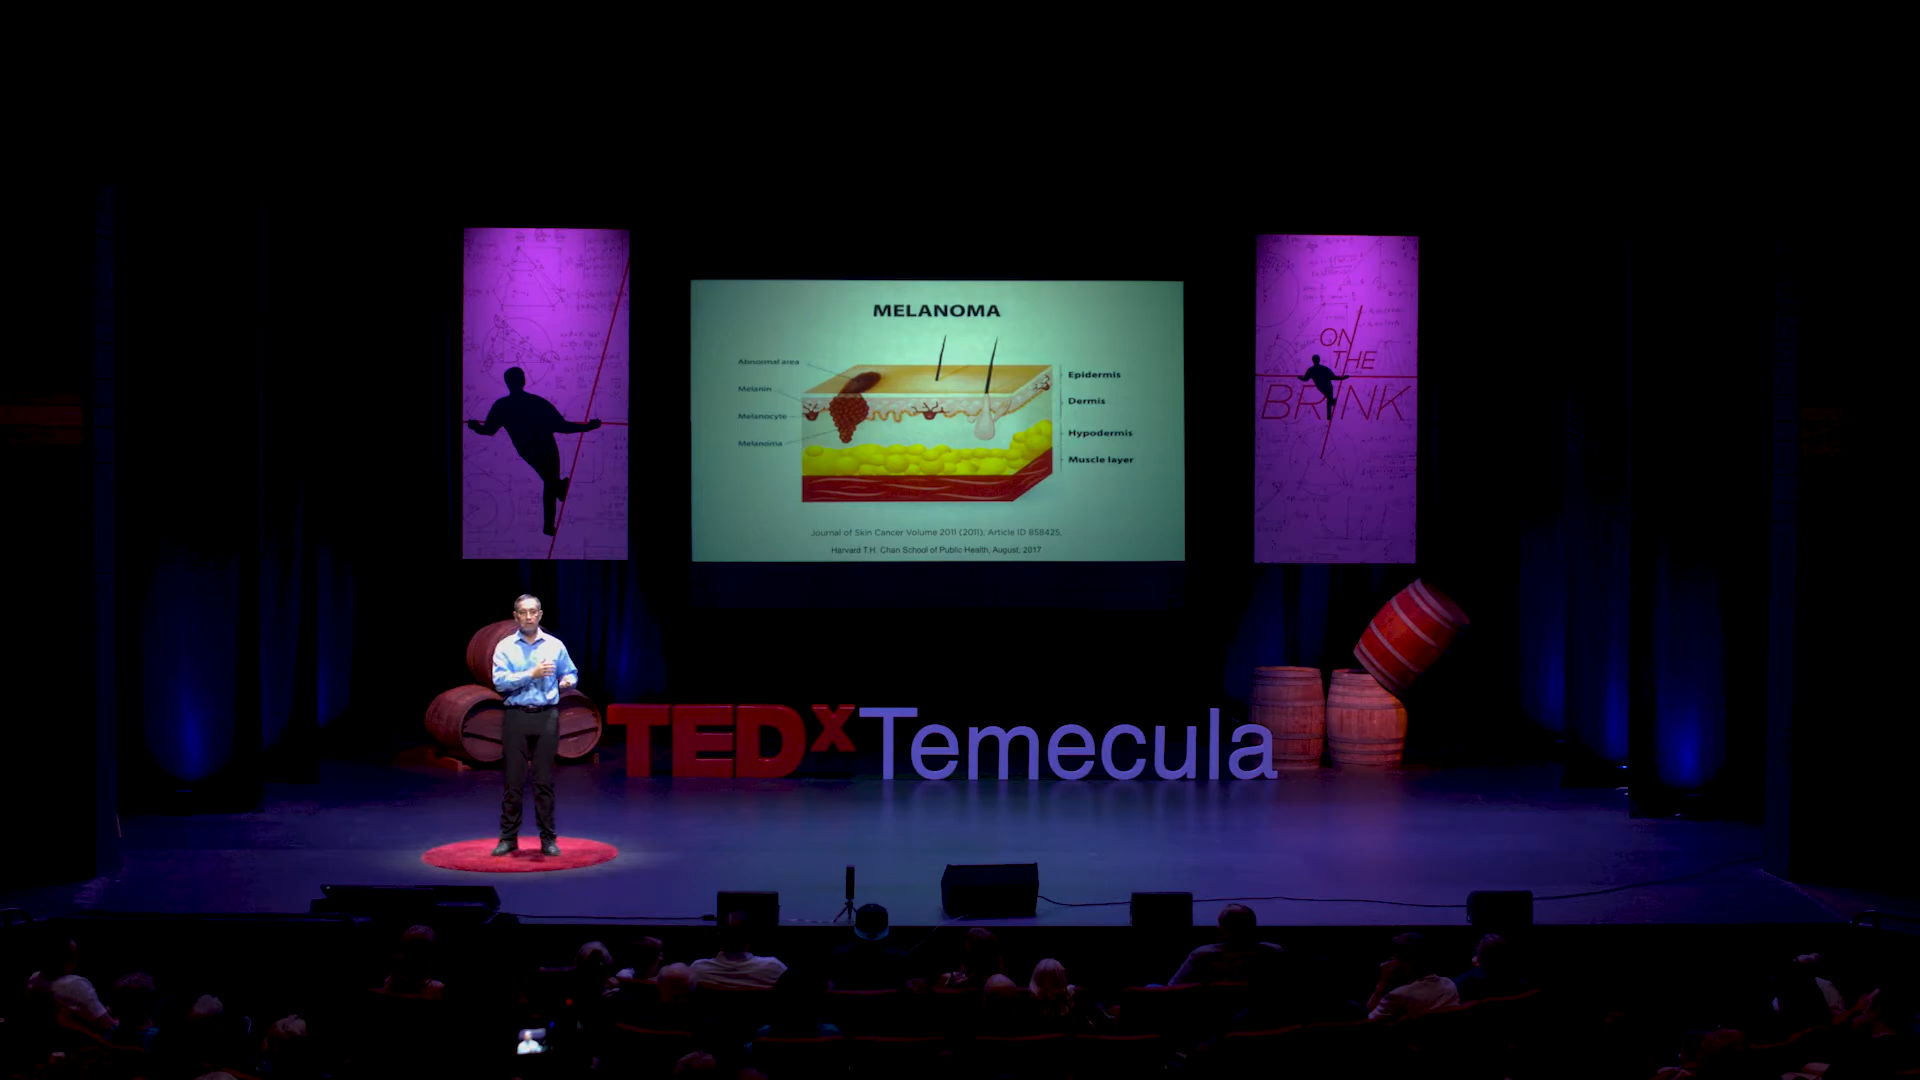 MELANOMA
Abnormal area
Melanin
Melanocyte
Melanoma
Epidermis
Dermis
Hypodermis
Muscle layer
Journal of Skin Cancer Volume 2011 (2011), Article ID 858425,
Harvard T.H. Chan School of Public Health, August, 2017
ON
THE
BRINK
TEDxTemecula